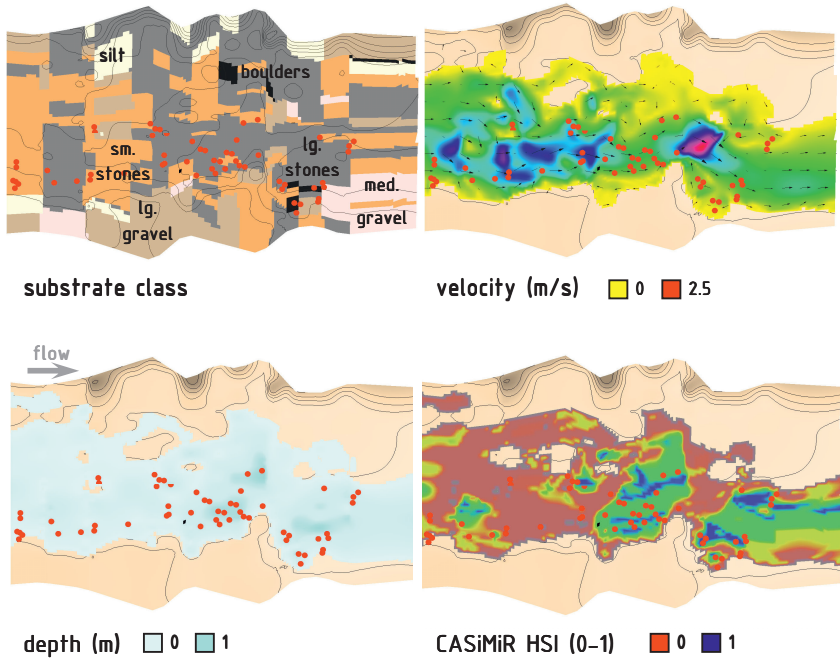 silt
boulders
sm.
stones
lg.
stones
med.
gravel
lg.
gravel
substrate class
velocity (m/s) 0 2.5
flow
depth (m) 0 1
CASiMiR HSI (0-1) 0 1